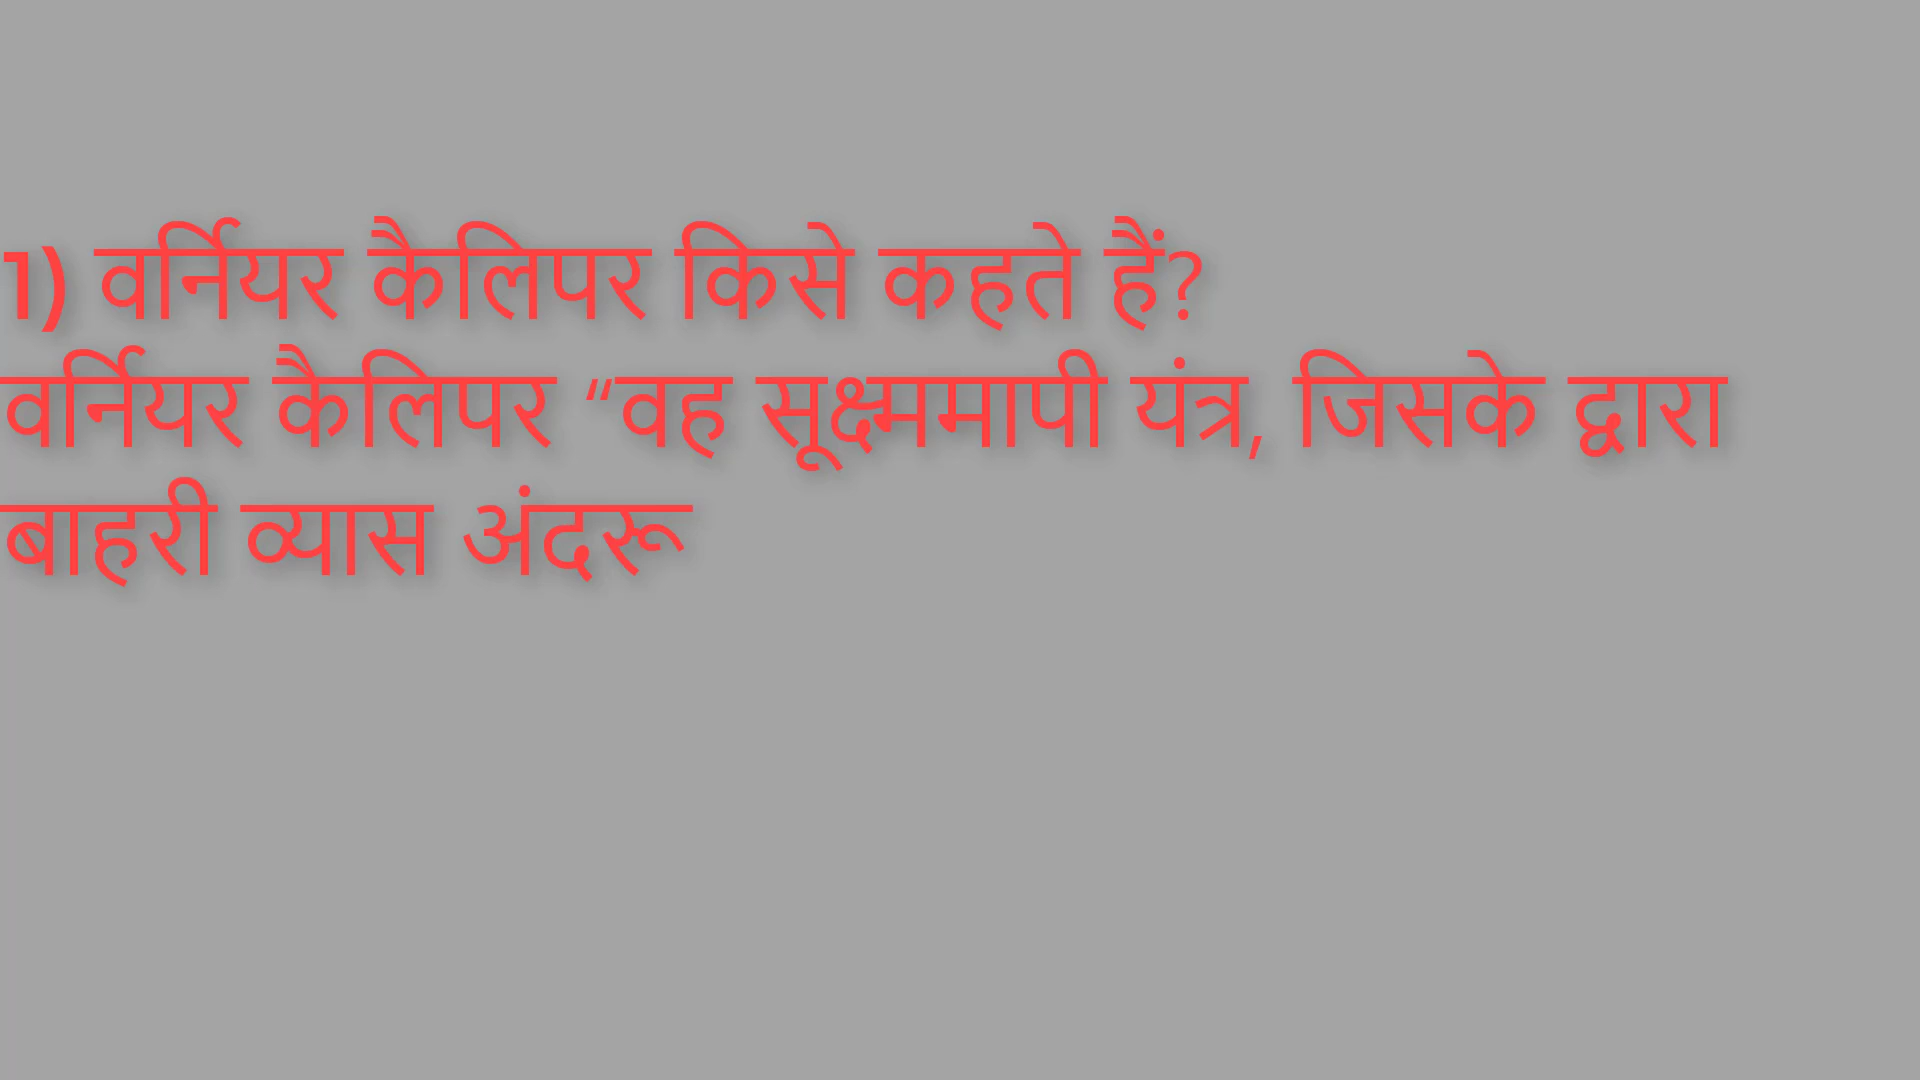 1) वर्नियर कैलिपर किसे कहते हैं?
वर्नियर कैलिपर “वह सूक्ष्ममापी यंत्र, जिसके द्वारा
बाहरी व्यास अंदरू